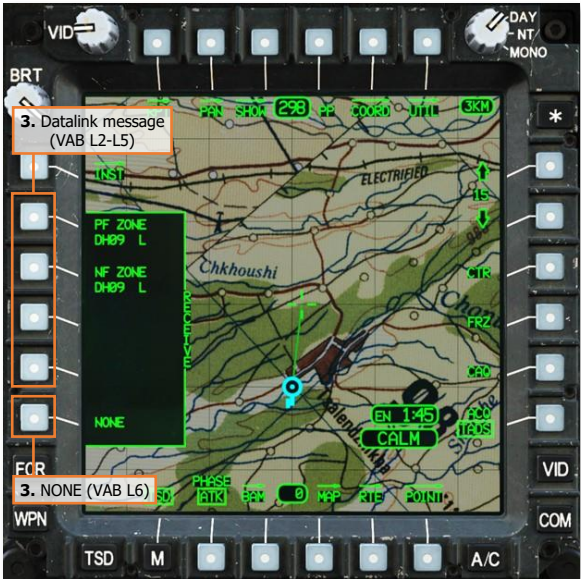 VID
DAY
NT
MONO
BRT
3. Datalink message
(VAB L2-L5)
PAN
SHOW
298
PP
COORD
UTIL
3KM
*
INST
ELECTRIFIED
15
PF ZONE
DH09 L
NF ZONE
DH09 L
RECEIVE
Chkhoushi
CTR
FRZ
CAQ
NONE
EN 1:45
CALM
ACQ
TADS
FCR
3. NONE (VAB L6)
PHASE
ATK
BAM
0
MAP
RTE
POINT
VID
WPN
COM
TSD
M
A/C